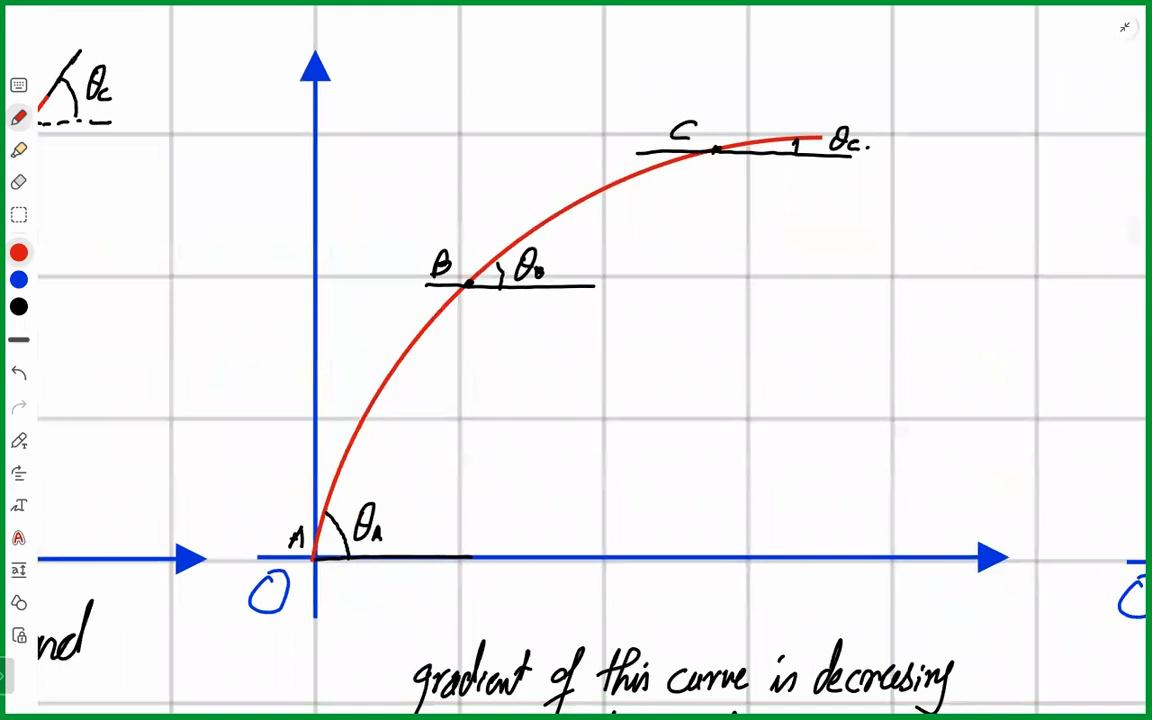 θc
C
θc.
B
θB
A
θA
O
O
nd
gradient of this curve is decreasing